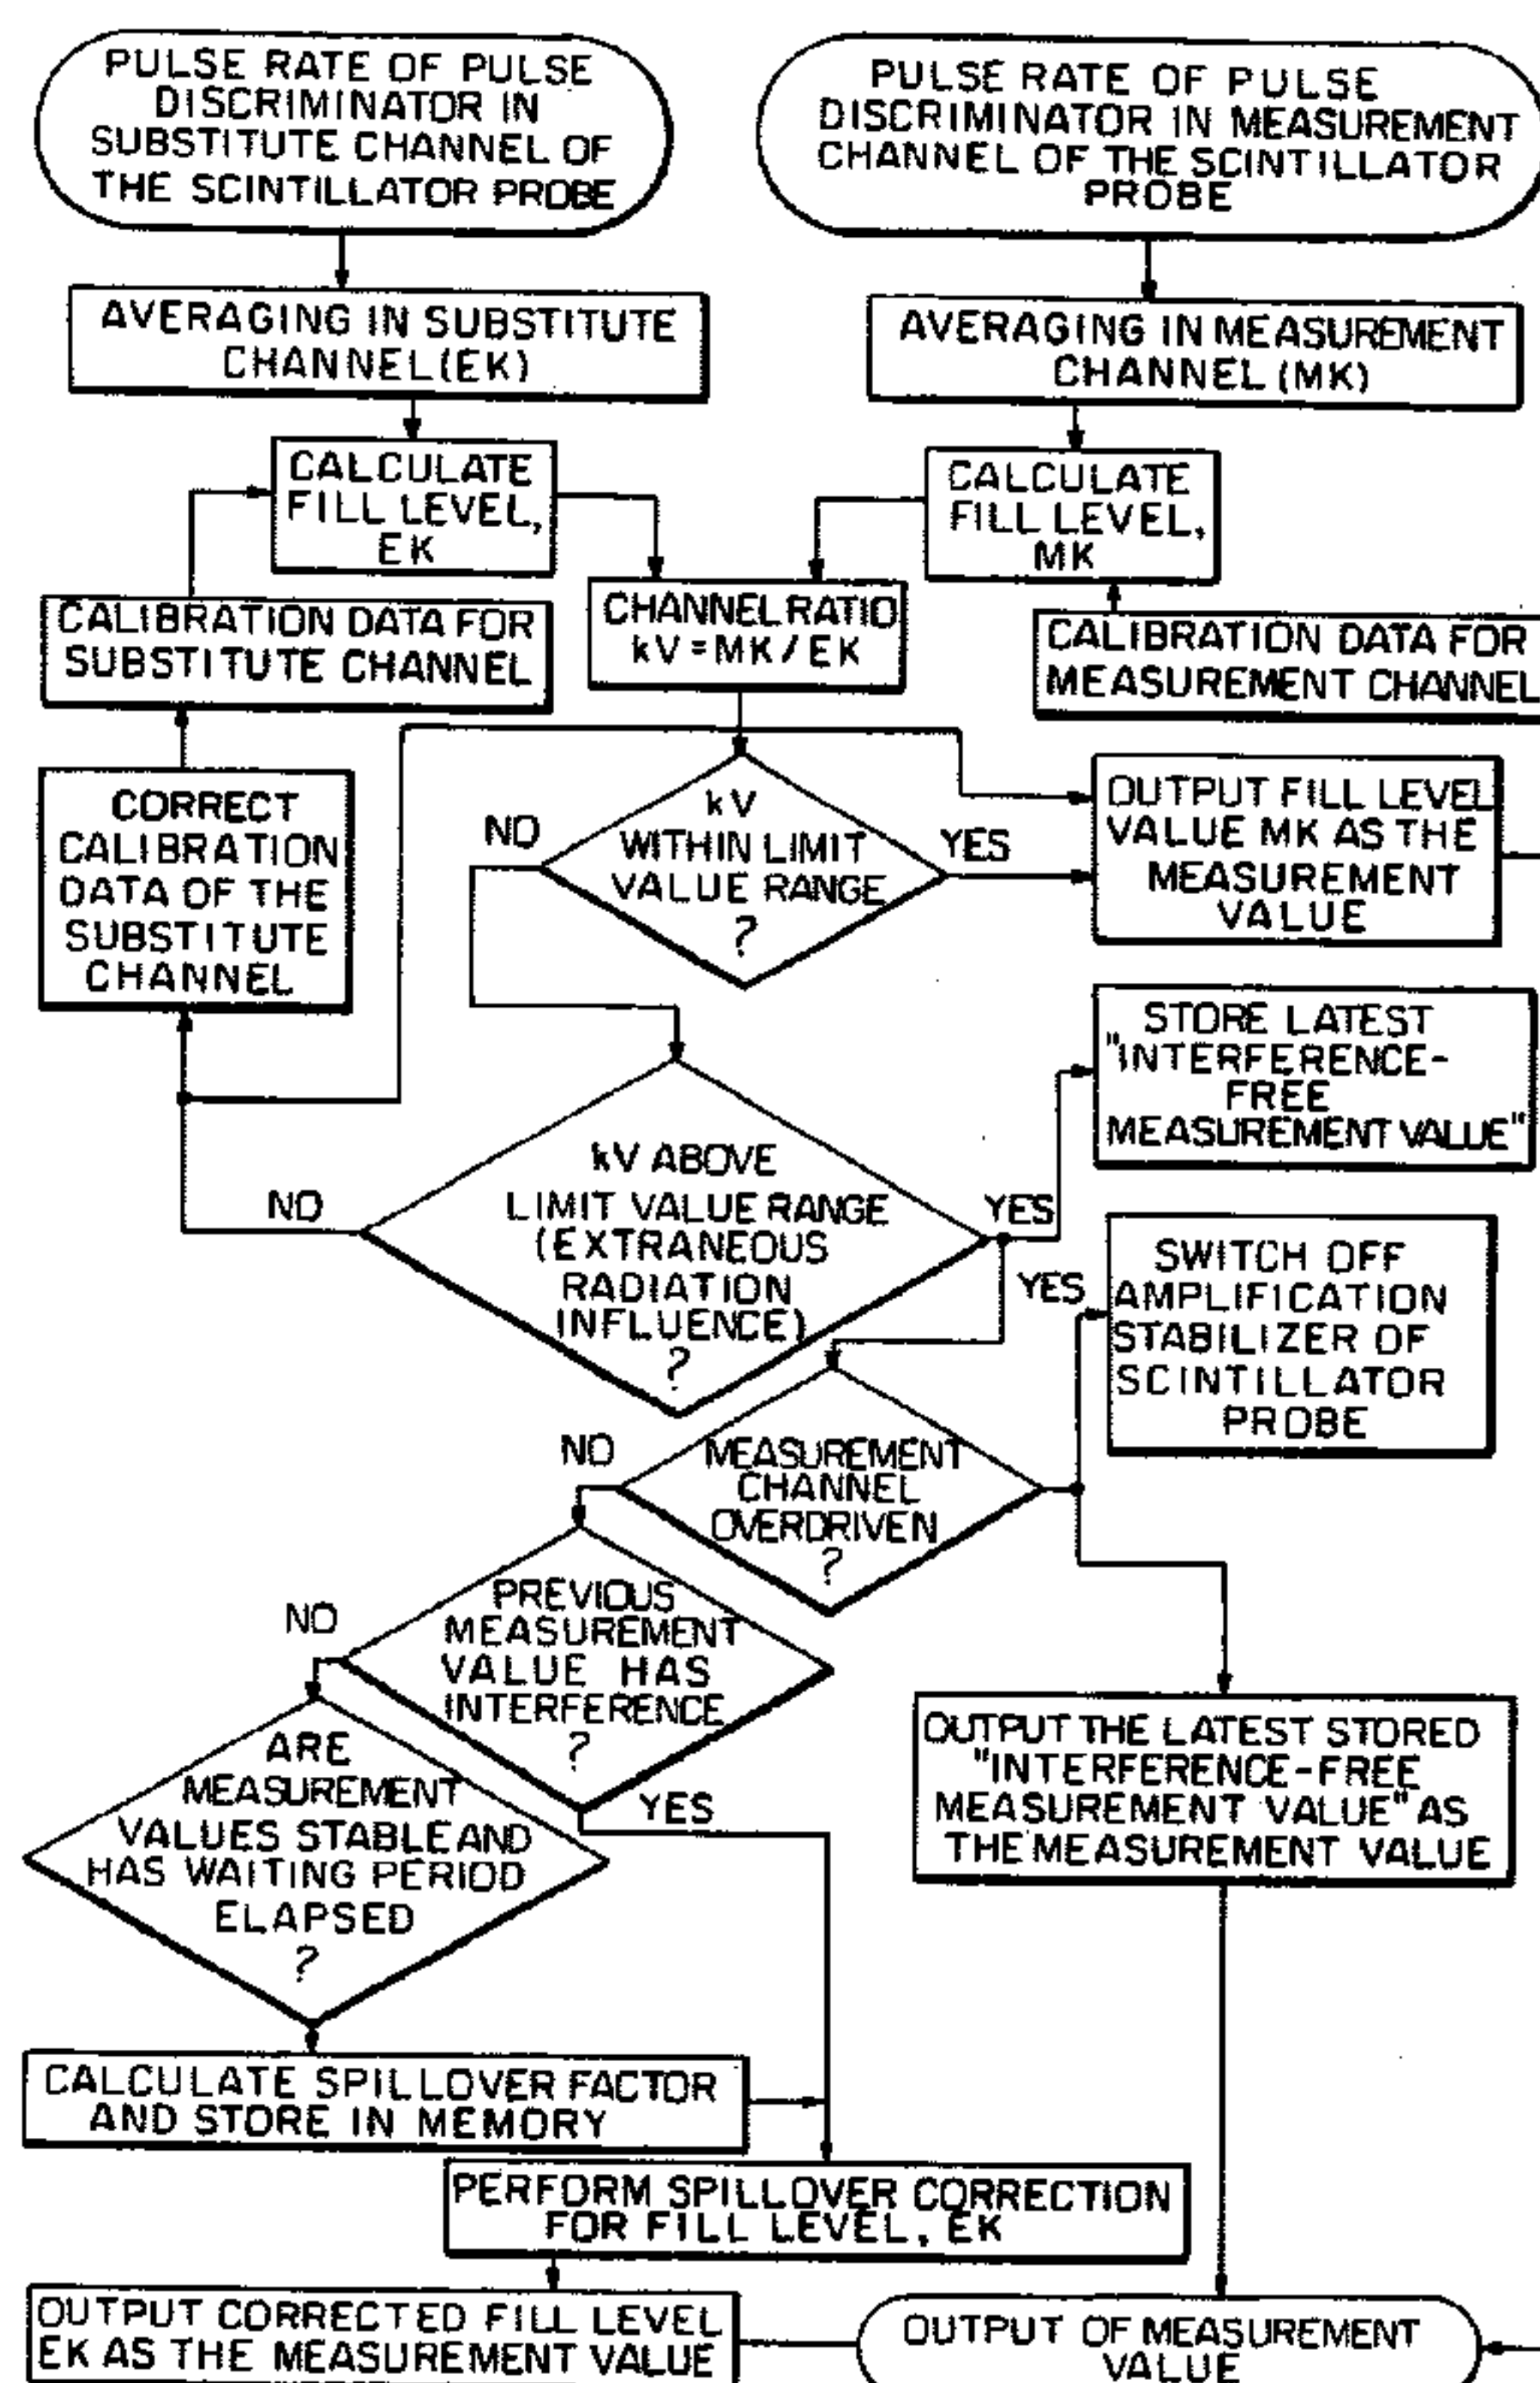 PULSE RATE OF PULSE
DISCRIMINATOR IN
SUBSTITUTE CHANNEL OF
THE SCINTILLATOR PROBE
PULSE RATE OF PULSE
DISCRIMINATOR IN MEASUREMENT
CHANNEL OF THE SCINTILLATOR
PROBE
AVERAGING IN SUBSTITUTE
CHANNEL(EK)
AVERAGING IN MEASUREMENT
CHANNEL (MK)
CALCULATE
FILL LEVEL,
EK
CALCULATE
FILL LEVEL,
MK
CALIBRATION DATA FOR
SUBSTITUTE CHANNEL
CHANNEL RATIO
kV = MK / EK
CALIBRATION DATA FOR
MEASUREMENT CHANNEL
CORRECT
CALIBRATION
DATA OF THE
SUBSTITUTE
CHANNEL
NO
kV
WITHIN LIMIT
VALUE RANGE
?
YES
OUTPUT FILL LEVEL
VALUE MK AS THE
MEASUREMENT
VALUE
STORE LATEST
"INTERFERENCE-
FREE
MEASUREMENT VALUE"
NO
kV ABOVE
LIMIT VALUE RANGE
(EXTRANEOUS
RADIATION
INFLUENCE)
?
YES
YES
SWITCH OFF
AMPLIFICATION
STABILIZER OF
SCINTILLATOR
PROBE
NO
MEASUREMENT
CHANNEL
OVERDRIVEN
?
NO
PREVIOUS
MEASUREMENT
VALUE HAS
INTERFERENCE
?
YES
ARE
MEASUREMENT
VALUES STABLE AND
HAS WAITING PERIOD
ELAPSED
?
OUTPUT THE LATEST STORED
"INTERFERENCE-FREE
MEASUREMENT VALUE" AS
THE MEASUREMENT VALUE
CALCULATE SPILLOVER FACTOR
AND STORE IN MEMORY
PERFORM SPILLOVER CORRECTION
FOR FILL LEVEL, EK
OUTPUT CORRECTED FILL LEVEL
EK AS THE MEASUREMENT VALUE
OUTPUT OF MEASUREMENT
VALUE